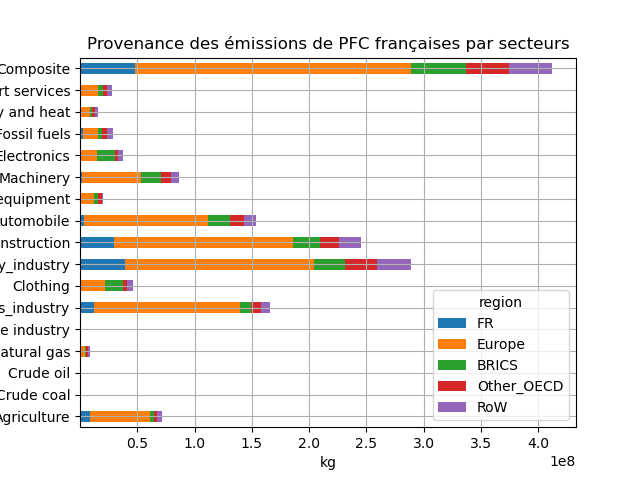 Provenance des émissions de PFC françaises par secteurs
Composite
rt services
y and heat
Fossil fuels
Electronics
Machinery
equipment
utomobile
nstruction
y_industry
Clothing
s_industry
e industry
atural gas
Crude oil
Crude coal
Agriculture
region
FR
Europe
BRICS
Other_OECD
RoW
0.5 1.0 1.5 2.0 2.5 3.0 3.5 4.0
kg
1e8